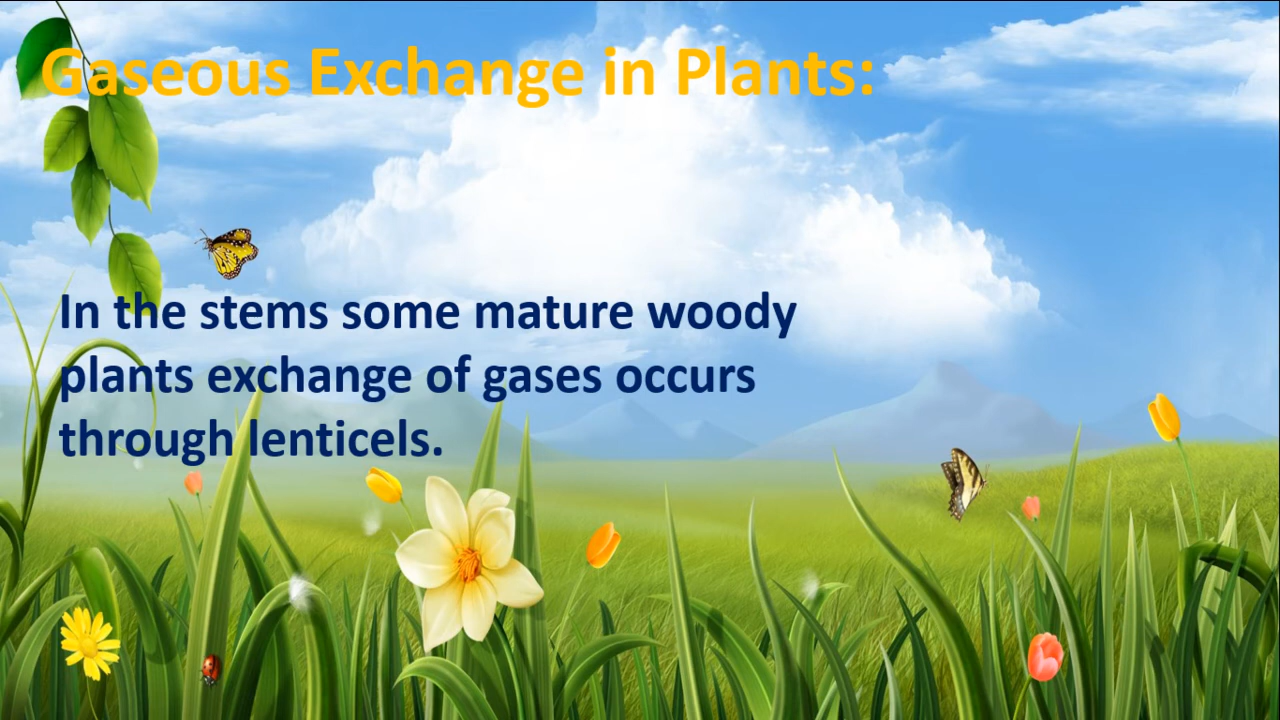 Gaseous Exchange in Plants:
In the stems some mature woody
plants exchange of gases occurs
through lenticels.